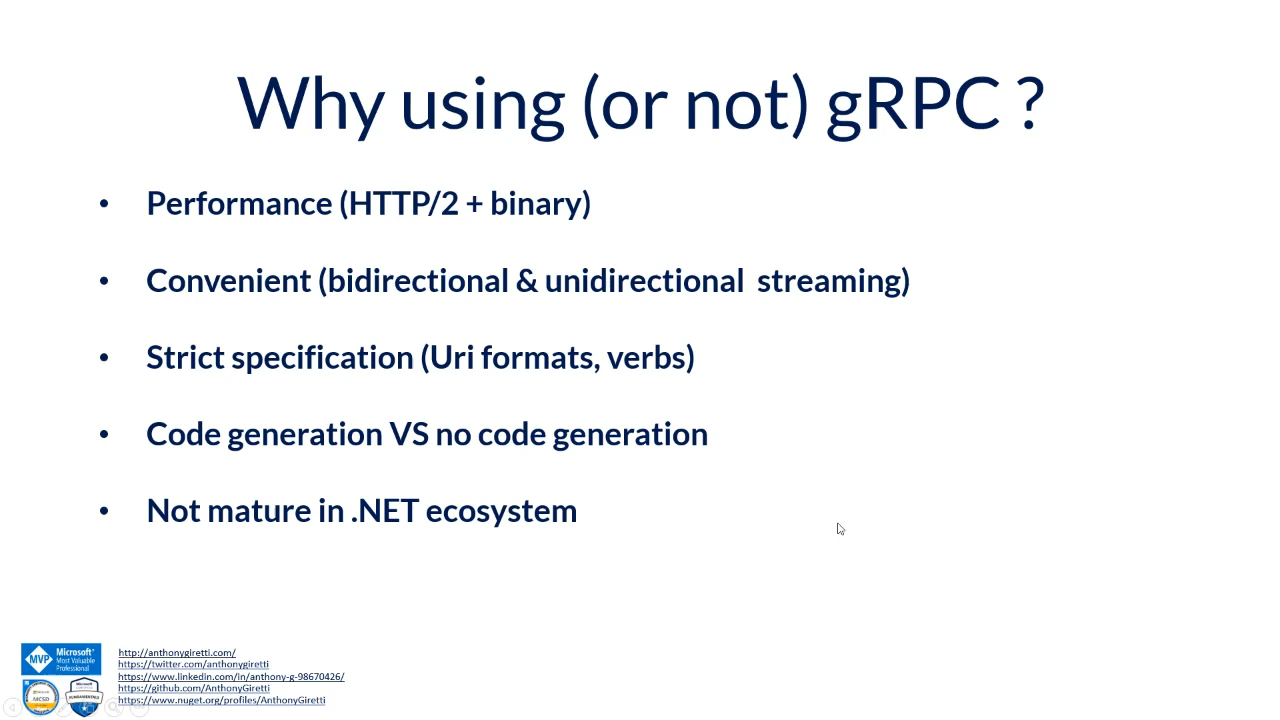 Why using (or not) gRPC ?
• Performance (HTTP/2 + binary)
• Convenient (bidirectional & unidirectional streaming)
• Strict specification (Uri formats, verbs)
• Code generation VS no code generation
• Not mature in .NET ecosystem
MVP
Microsoft®
Most Valuable
Professional
MCSD
FUNDAMENTALS
http://anthonygiretti.com/
https://twitter.com/anthonygiretti
https://www.linkedin.com/in/anthony-g-98670426/
https://github.com/AnthonyGiretti
https://www.nuget.org/profiles/AnthonyGiretti